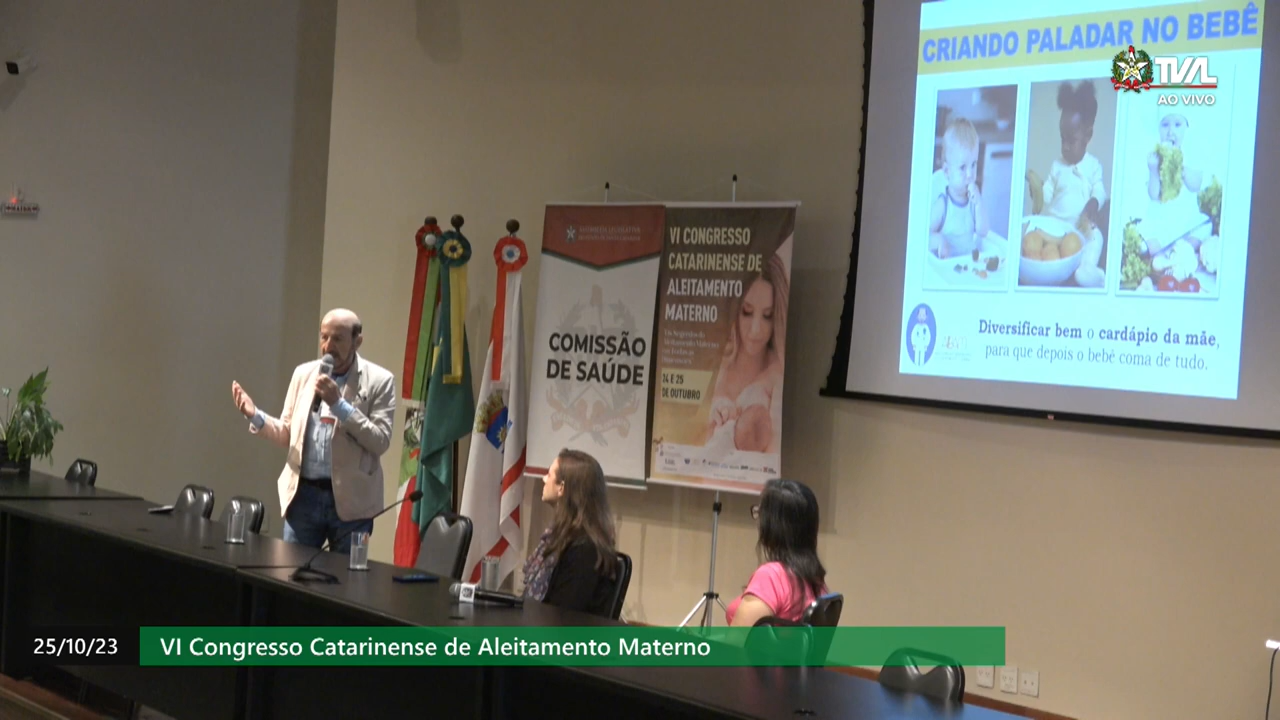 CRIANDO PALADAR NO BEBÊ
TVAL
AO VIVO
Diversificar bem o cardápio da mãe,
para que depois o bebê coma de tudo.
ASSEMBLEIA LEGISLATIVA
COMISSÃO
DE SAÚDE
VI CONGRESSO
CATARINENSE DE
ALEITAMENTO
MATERNO
24 E 25
DE OUTUBRO
25/10/23
VI Congresso Catarinense de Aleitamento Materno